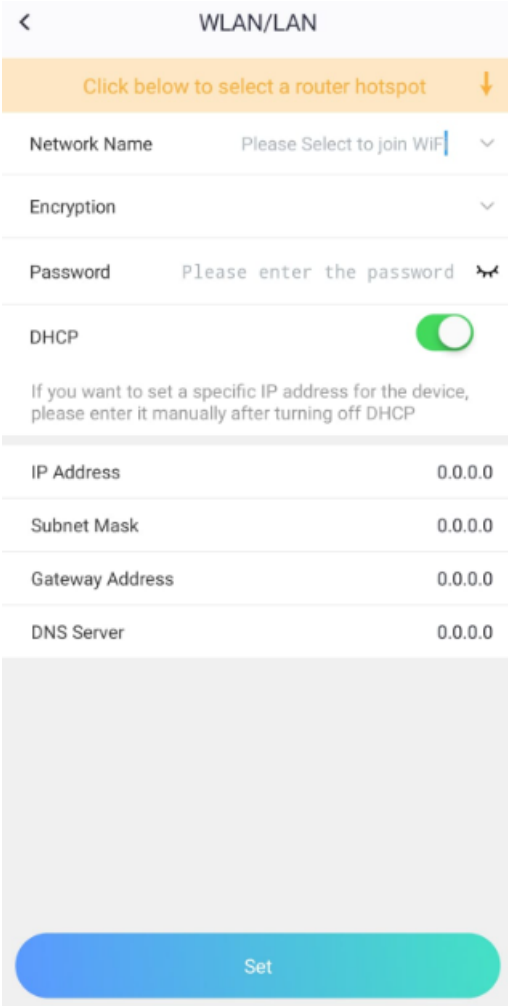 WLAN/LAN
Click below to select a router hotspot
Network Name Please Select to join WiF
Encryption
Password Please enter the password
DHCP
If you want to set a specific IP address for the device,
please enter it manually after turning off DHCP
IP Address 0.0.0.0
Subnet Mask 0.0.0.0
Gateway Address 0.0.0.0
DNS Server 0.0.0.0
Set